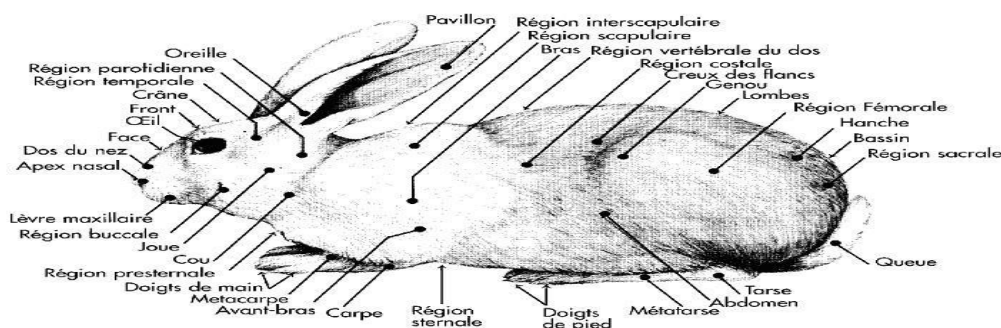 Pavillon
Région interscapulaire
Région scapulaire
Bras
Région vertébrale du dos
Région costale
Creux des flancs
Genou
Lombes
Région Fémorale
Hanche
Bassin
Région sacrale
Oreille
Région parotidienne
Région temporale
Crâne
Front
Œil
Face
Dos du nez
Apex nasal
Lèvre maxillaire
Région buccale
Joue
Cou
Région presternale
Doigts de main
Metacarpe
Avant-bras
Carpe
Région
sternale
Doigts
de pied
Métatarse
Abdomen
Tarse
Queue